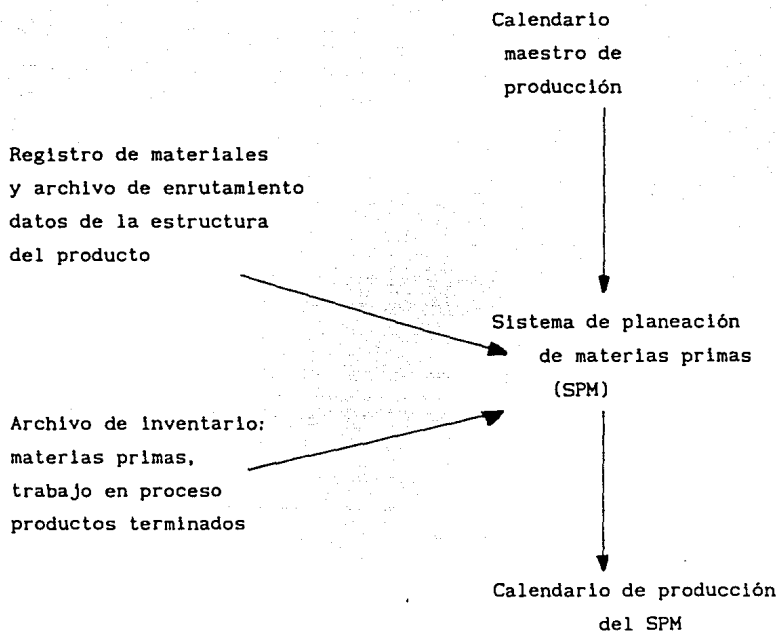 Calendario
maestro de
producción
Registro de materiales
y archivo de enrutamiento
datos de la estructura
del producto
Sistema de planeación
de materias primas
(SPM)
Archivo de inventario:
materias primas,
trabajo en proceso
productos terminados
Calendario de producción
del SPM